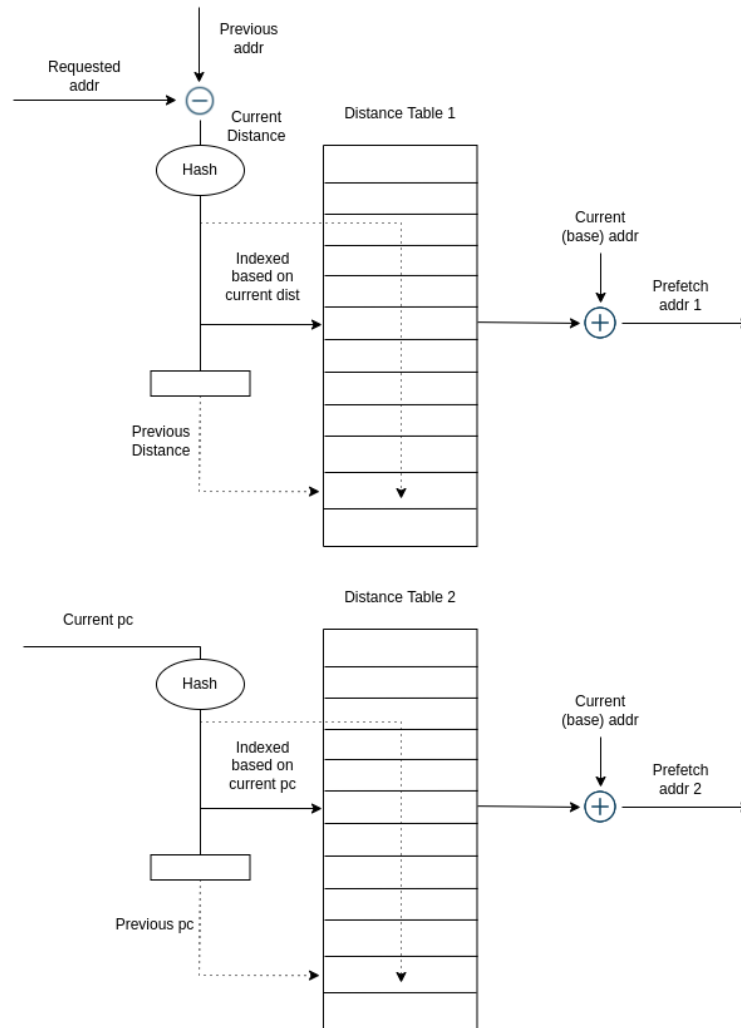 Previous
addr
Requested
addr
Current
Distance
Distance Table 1
Hash
Current
(base) addr
Indexed
based on
current dist
Prefetch
addr 1
Previous
Distance
Distance Table 2
Current pc
Hash
Current
(base) addr
Indexed
based on
current pc
Prefetch
addr 2
Previous pc